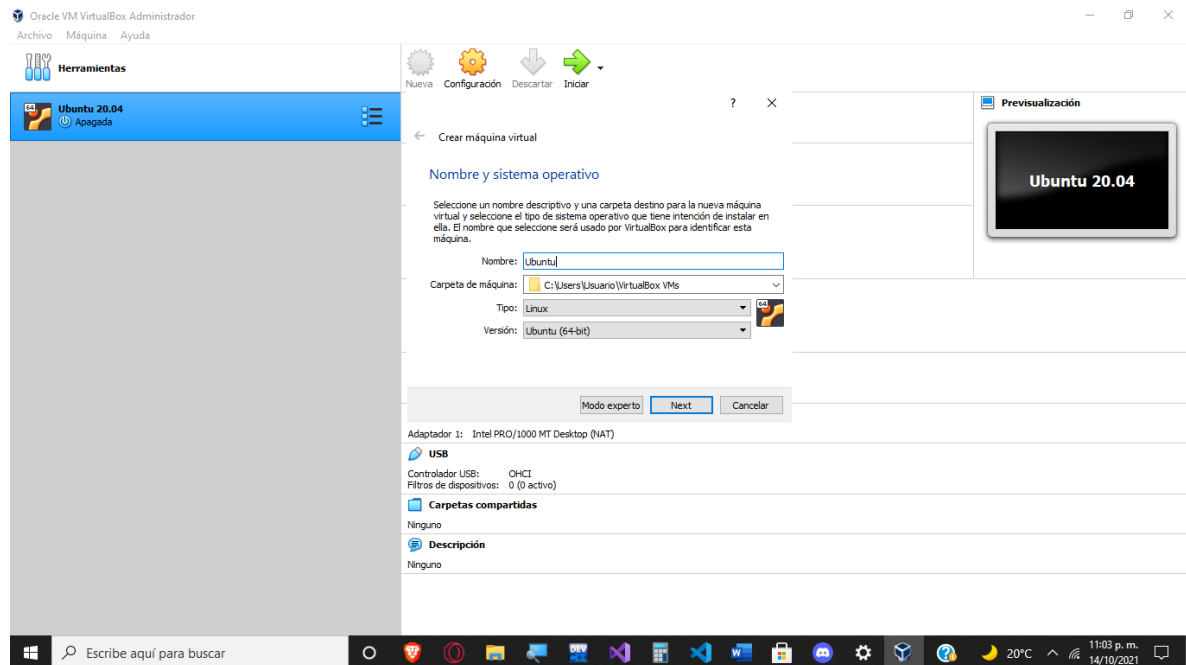 Oracle VM VirtualBox Administrador
Archivo Máquina Ayuda
Herramientas
Nueva Configuración Descartar Iniciar
64
Ubuntu 20.04
Apagada
? ×
Previsualización
Ubuntu 20.04
Crear máquina virtual
Nombre y sistema operativo
Seleccione un nombre descriptivo y una carpeta destino para la nueva máquina
virtual y seleccione el tipo de sistema operativo que tiene intención de instalar en
ella. El nombre que seleccione será usado por VirtualBox para identificar esta
máquina.
Nombre: Ubuntu
Carpeta de máquina: C:\Users\Usuario\VirtualBox VMs
Tipo: Linux
64
Versión: Ubuntu (64-bit)
Modo experto Next Cancelar
Adaptador 1: Intel PRO/1000 MT Desktop (NAT)
USB
Controlador USB: OHCI
Filtros de dispositivos: 0 (0 activo)
Carpetas compartidas
Ninguno
Descripción
Ninguno
Escribe aquí para buscar
DEV
W
20°C
11:03 p. m.
14/10/2021